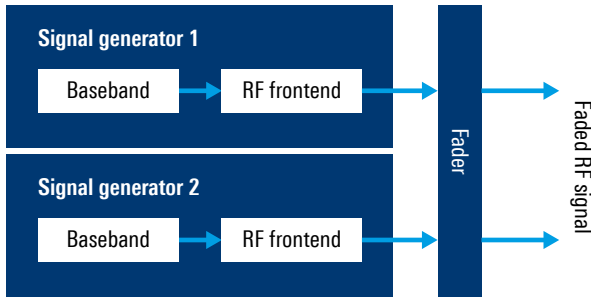 Signal generator 1
Baseband
RF frontend
Signal generator 2
Baseband
RF frontend
Fader
Faded RF signal